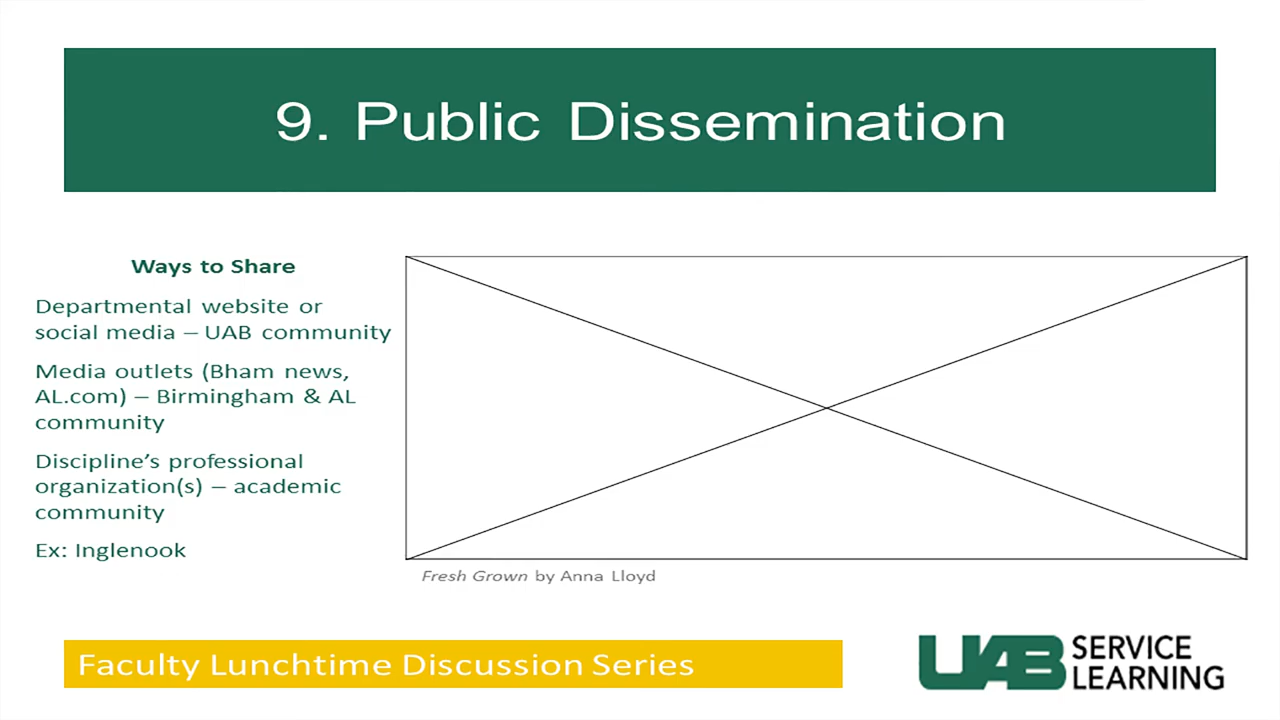 9. Public Dissemination
Ways to Share
Departmental website or
social media – UAB community
Media outlets (Bham news,
AL.com) – Birmingham & AL
community
Discipline’s professional
organization(s) – academic
community
Ex: Inglenook
Fresh Grown by Anna Lloyd
Faculty Lunchtime Discussion Series
UAB SERVICE
LEARNING